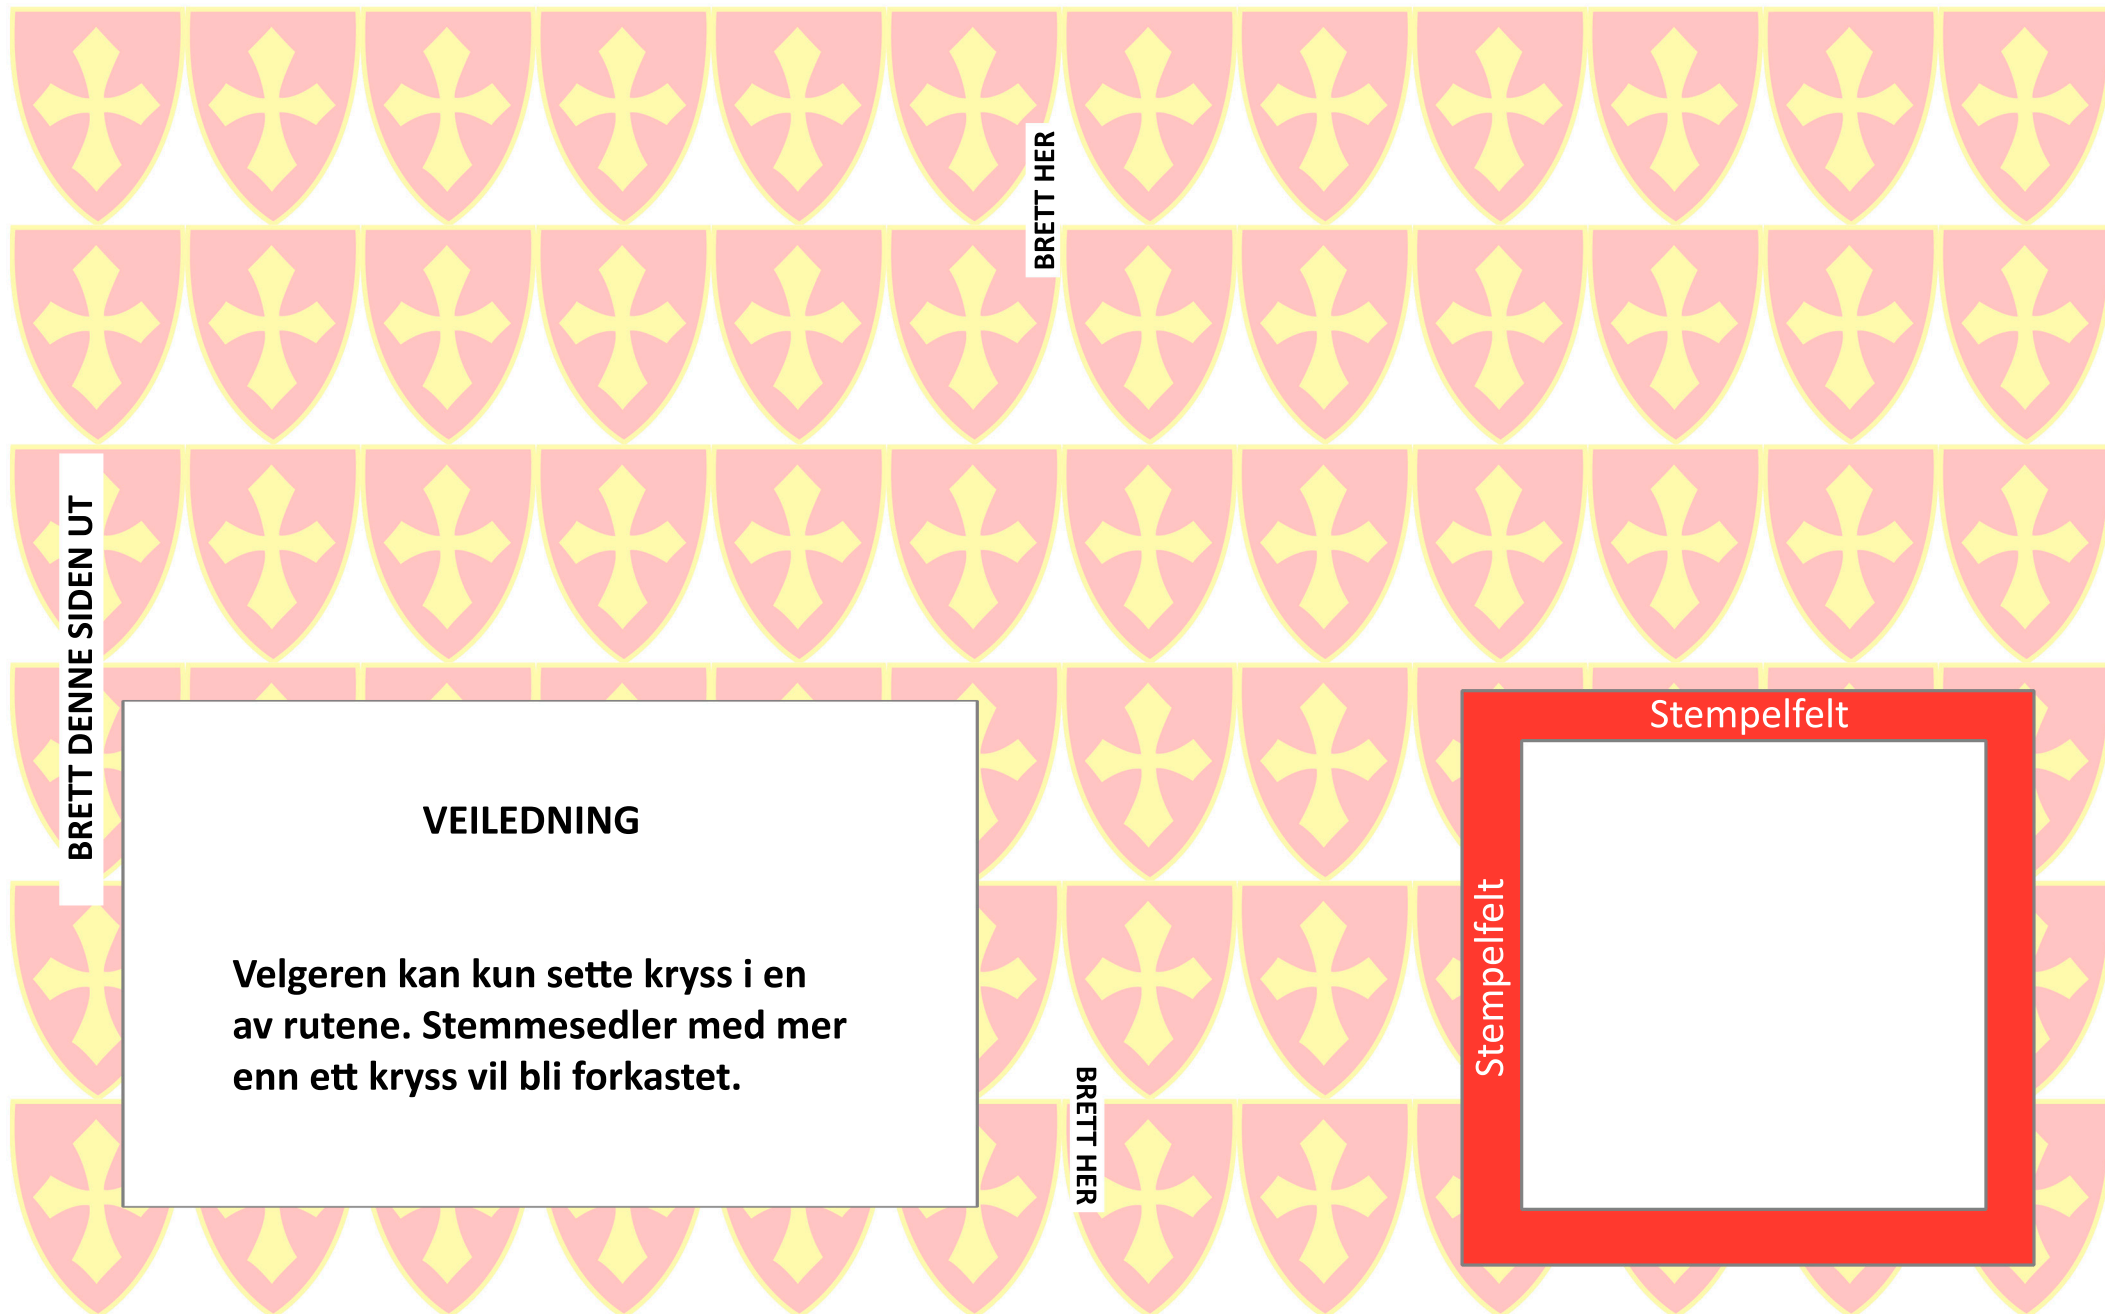 BRETT HER
BRETT DENNE SIDEN UT
VEILEDNING
Velgeren kan kun sette kryss i en
av rutene. Stemmesedler med mer
enn ett kryss vil bli forkastet.
BRETT HER
Stempelfelt
Stempelfelt